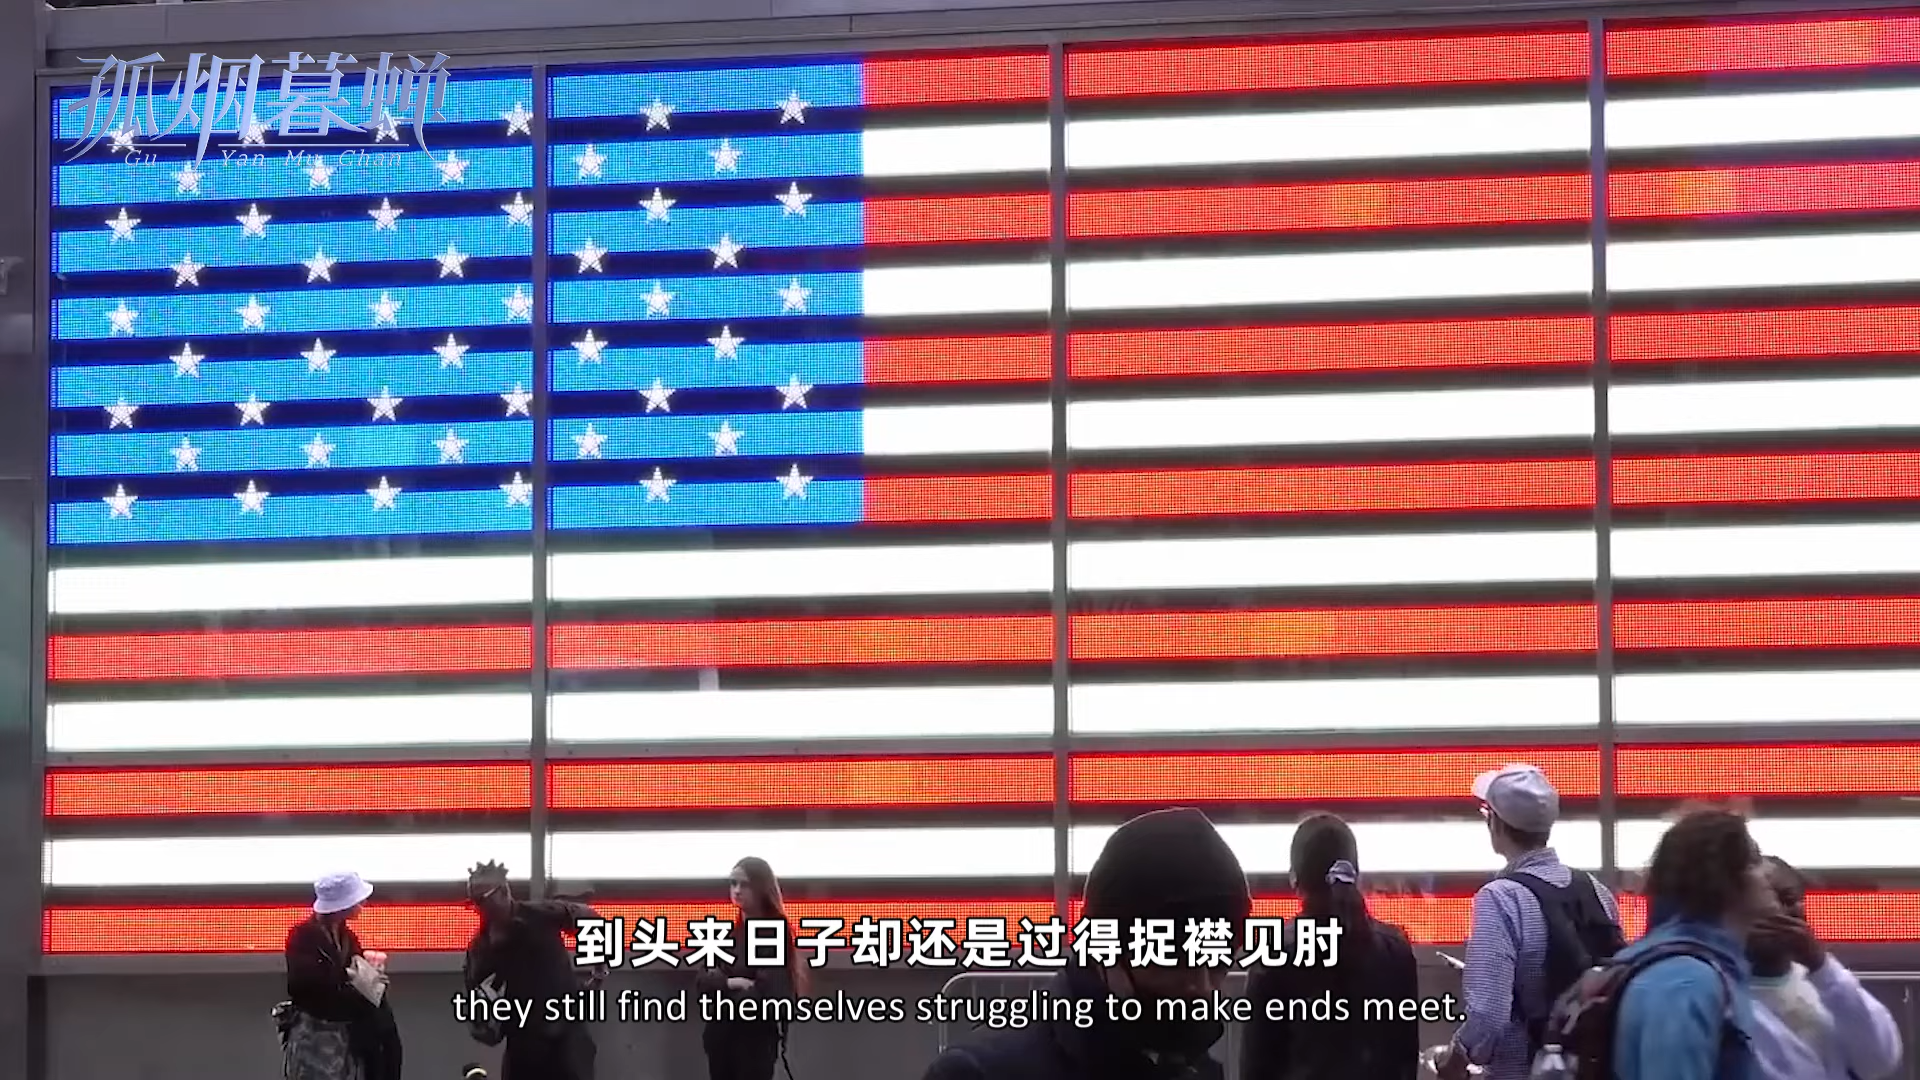 孤烟暮蝉
Gu Yan Mu Chan
到头来日子却还是过得捉襟见肘
they still find themselves struggling to make ends meet.